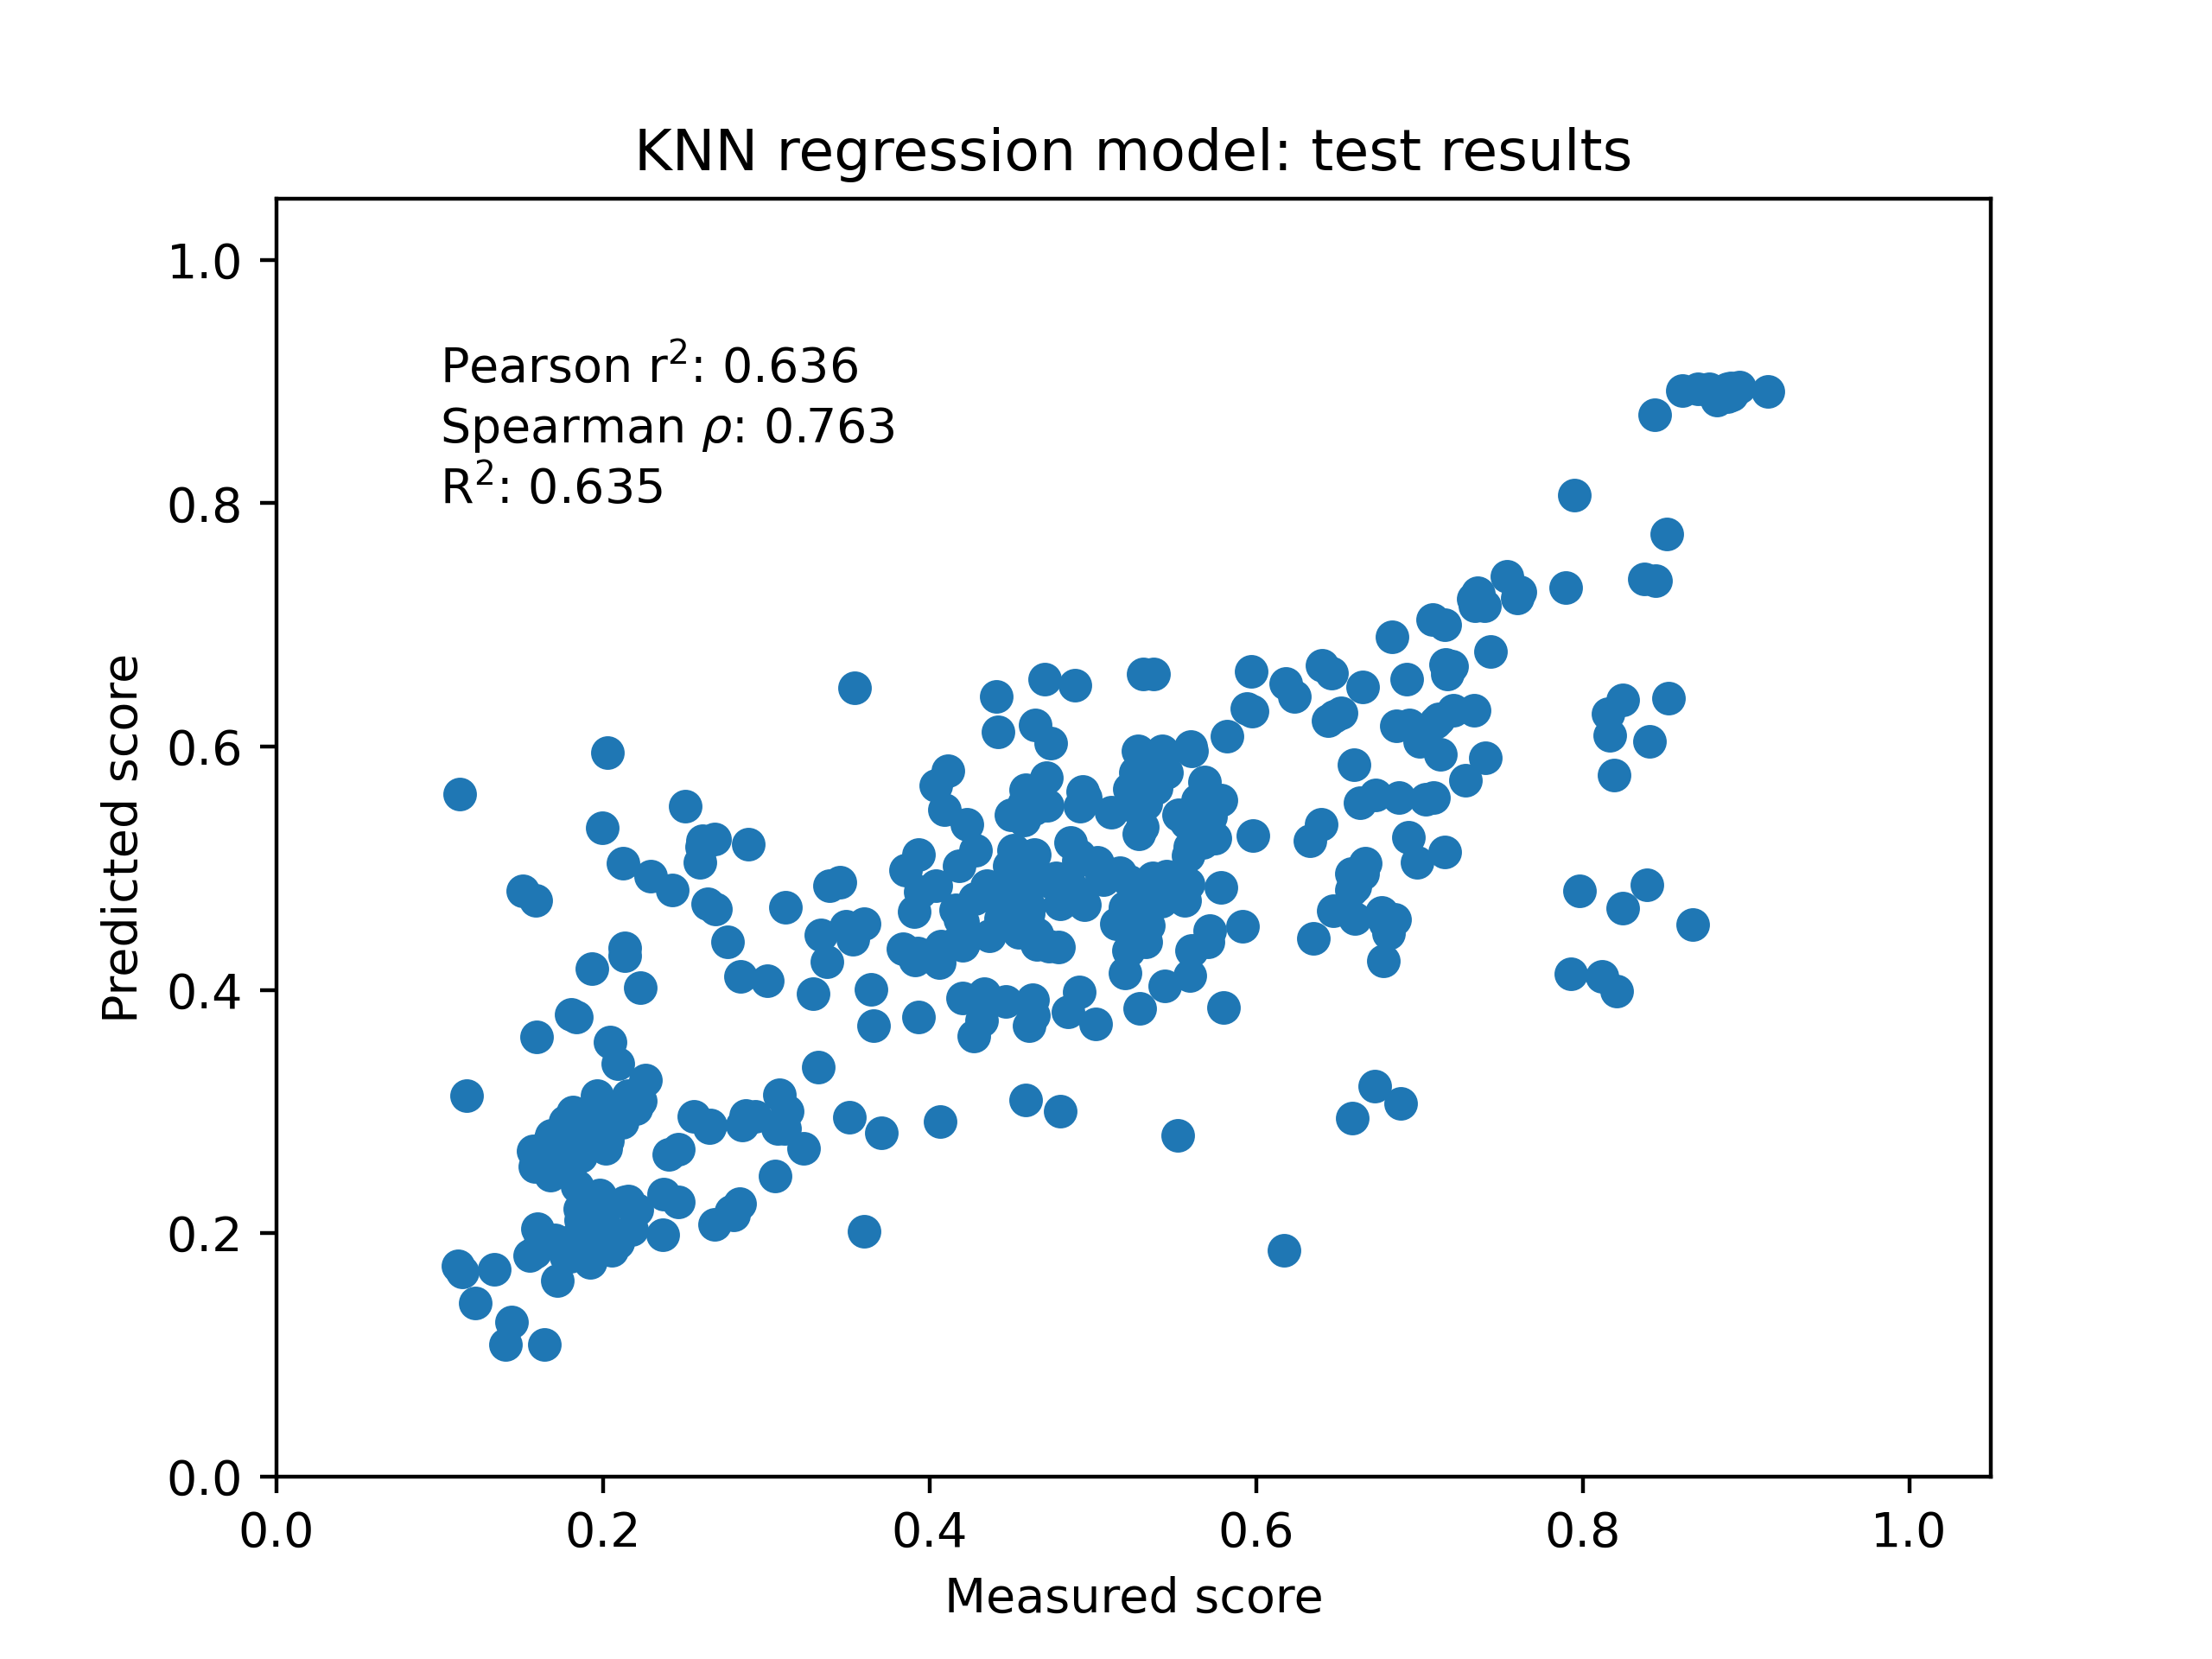 KNN regression model: test results
Pearson r²: 0.636
Spearman ρ: 0.763
R²: 0.635
1.0
0.8
0.6
0.4
0.2
0.0
Predicted score
0.0 0.2 0.4 0.6 0.8 1.0
Measured score